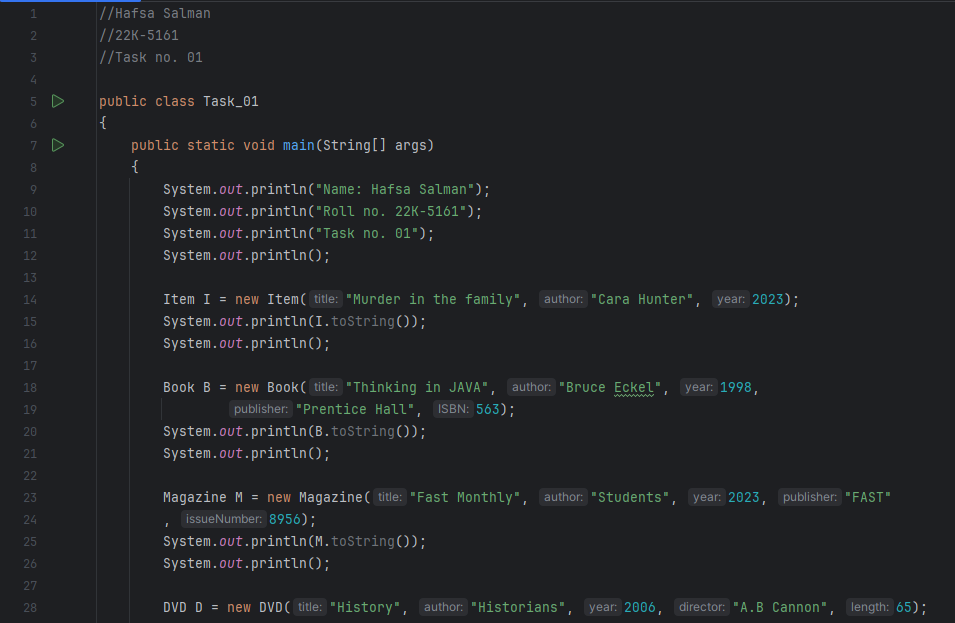 1 //Hafsa Salman
2 //22K-5161
3 //Task no. 01
4
5 public class Task_01
6 {
7 public static void main(String[] args)
8 {
9 System.out.println("Name: Hafsa Salman");
10 System.out.println("Roll no. 22K-5161");
11 System.out.println("Task no. 01");
12 System.out.println();
13
14 Item I = new Item( title: "Murder in the family", author: "Cara Hunter", year: 2023);
15 System.out.println(I.toString());
16 System.out.println();
17
18 Book B = new Book( title: "Thinking in JAVA", author: "Bruce Eckel", year: 1998,
19 publisher: "Prentice Hall", ISBN: 563);
20 System.out.println(B.toString());
21 System.out.println();
22
23 Magazine M = new Magazine( title: "Fast Monthly", author: "Students", year: 2023, publisher: "FAST"
24 , issueNumber: 8956);
25 System.out.println(M.toString());
26 System.out.println();
27
28 DVD D = new DVD( title: "History", author: "Historians", year: 2006, director: "A.B Cannon", length: 65);